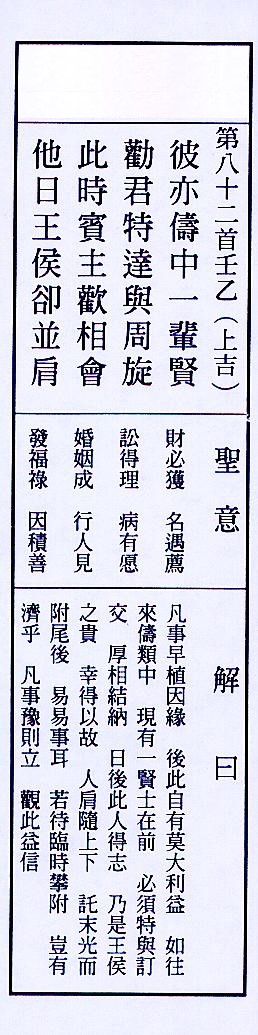 第八十二首壬乙（上吉）
彼亦儔中一輩賢
勸君特達與周旋
此時賓主歡相會
他日王侯卻並肩
聖意
財必獲　名遇薦
訟得理　病有愿
婚姻成　行人見
發福祿　因積善
解曰
凡事早植因緣　後此自有莫大利益　如往
來儔類中　現有一賢士在前　必須特與訂
交　厚相結納　日後此人得志　乃是王侯
之貴　幸得以故　人肩隨上下　託末光而
附尾後　易易事耳　若待臨時攀附　豈有
濟乎　凡事豫則立　觀此益信